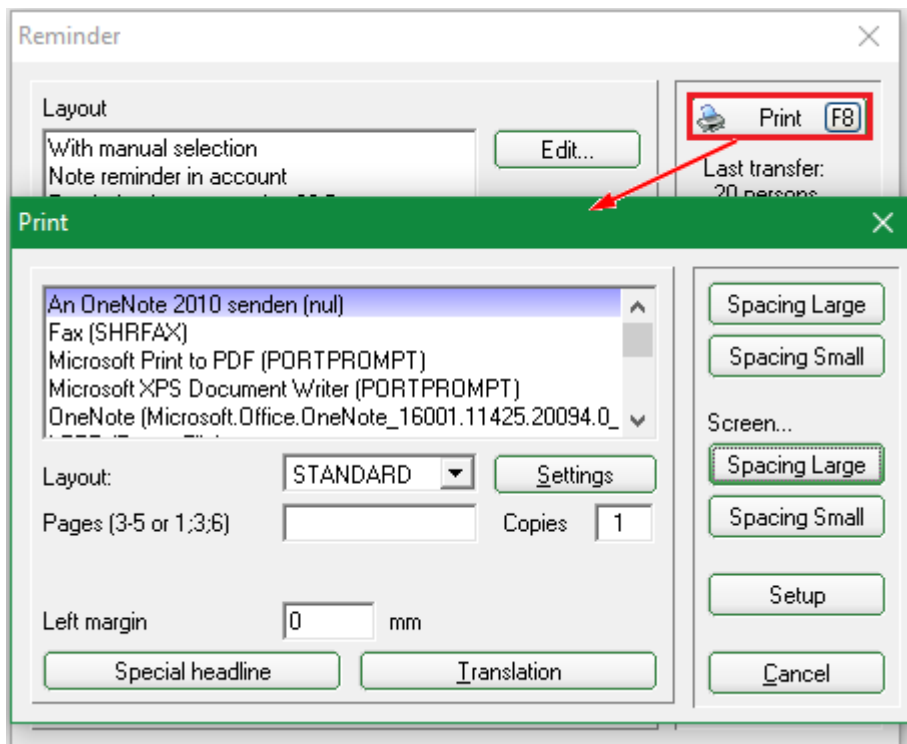 Reminder
Layout
With manual selection
Note reminder in account
Edit...
Print F8
Last transfer:
20 persons
Print
An OneNote 2010 senden (nul)
Fax (SHRFAX)
Microsoft Print to PDF (PORTPROMPT)
Microsoft XPS Document Writer (PORTPROMPT)
OneNote (Microsoft.Office.OneNote_16001.11425.20094.0_
Layout: STANDARD Settings
Pages (3-5 or 1;3;6) Copies 1
Left margin 0 mm
Special headline Translation
Spacing Large
Spacing Small
Screen...
Spacing Large
Spacing Small
Setup
Cancel